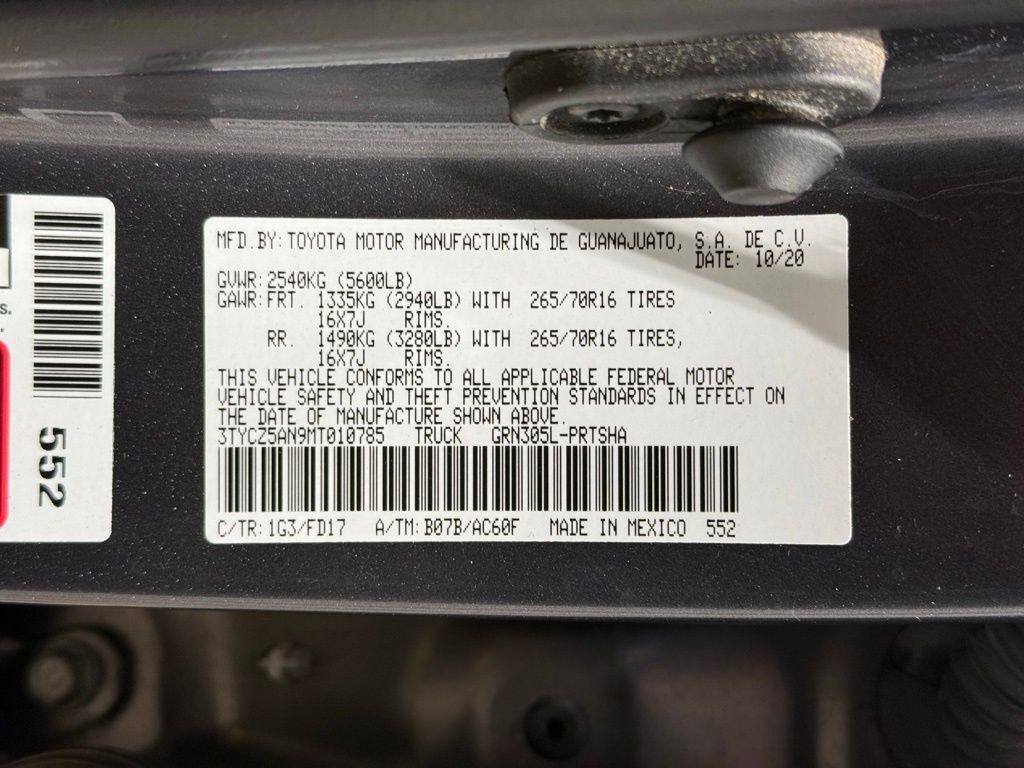 MFD.BY:TOYOTA MOTOR MANUFACTURING DE GUANAJUATO, S.A. DE C.V.
DATE: 10/20
GVWR:2540KG (5600LB)
GAWR:FRT. 1335KG (2940LB) WITH 265/70R16 TIRES
16X7J RIMS.
RR. 1490KG (3280LB) WITH 265/70R16 TIRES,
16X7J RIMS.
THIS VEHICLE CONFORMS TO ALL APPLICABLE FEDERAL MOTOR
VEHICLE SAFETY AND THEFT PREVENTION STANDARDS IN EFFECT ON
THE DATE OF MANUFACTURE SHOWN ABOVE.
3TYCZ5AN9MT010785 TRUCK GRN305L-PRTSHA
C/TR:1G3/FD17 A/TM:B07B/AC60F MADE IN MEXICO 552
552